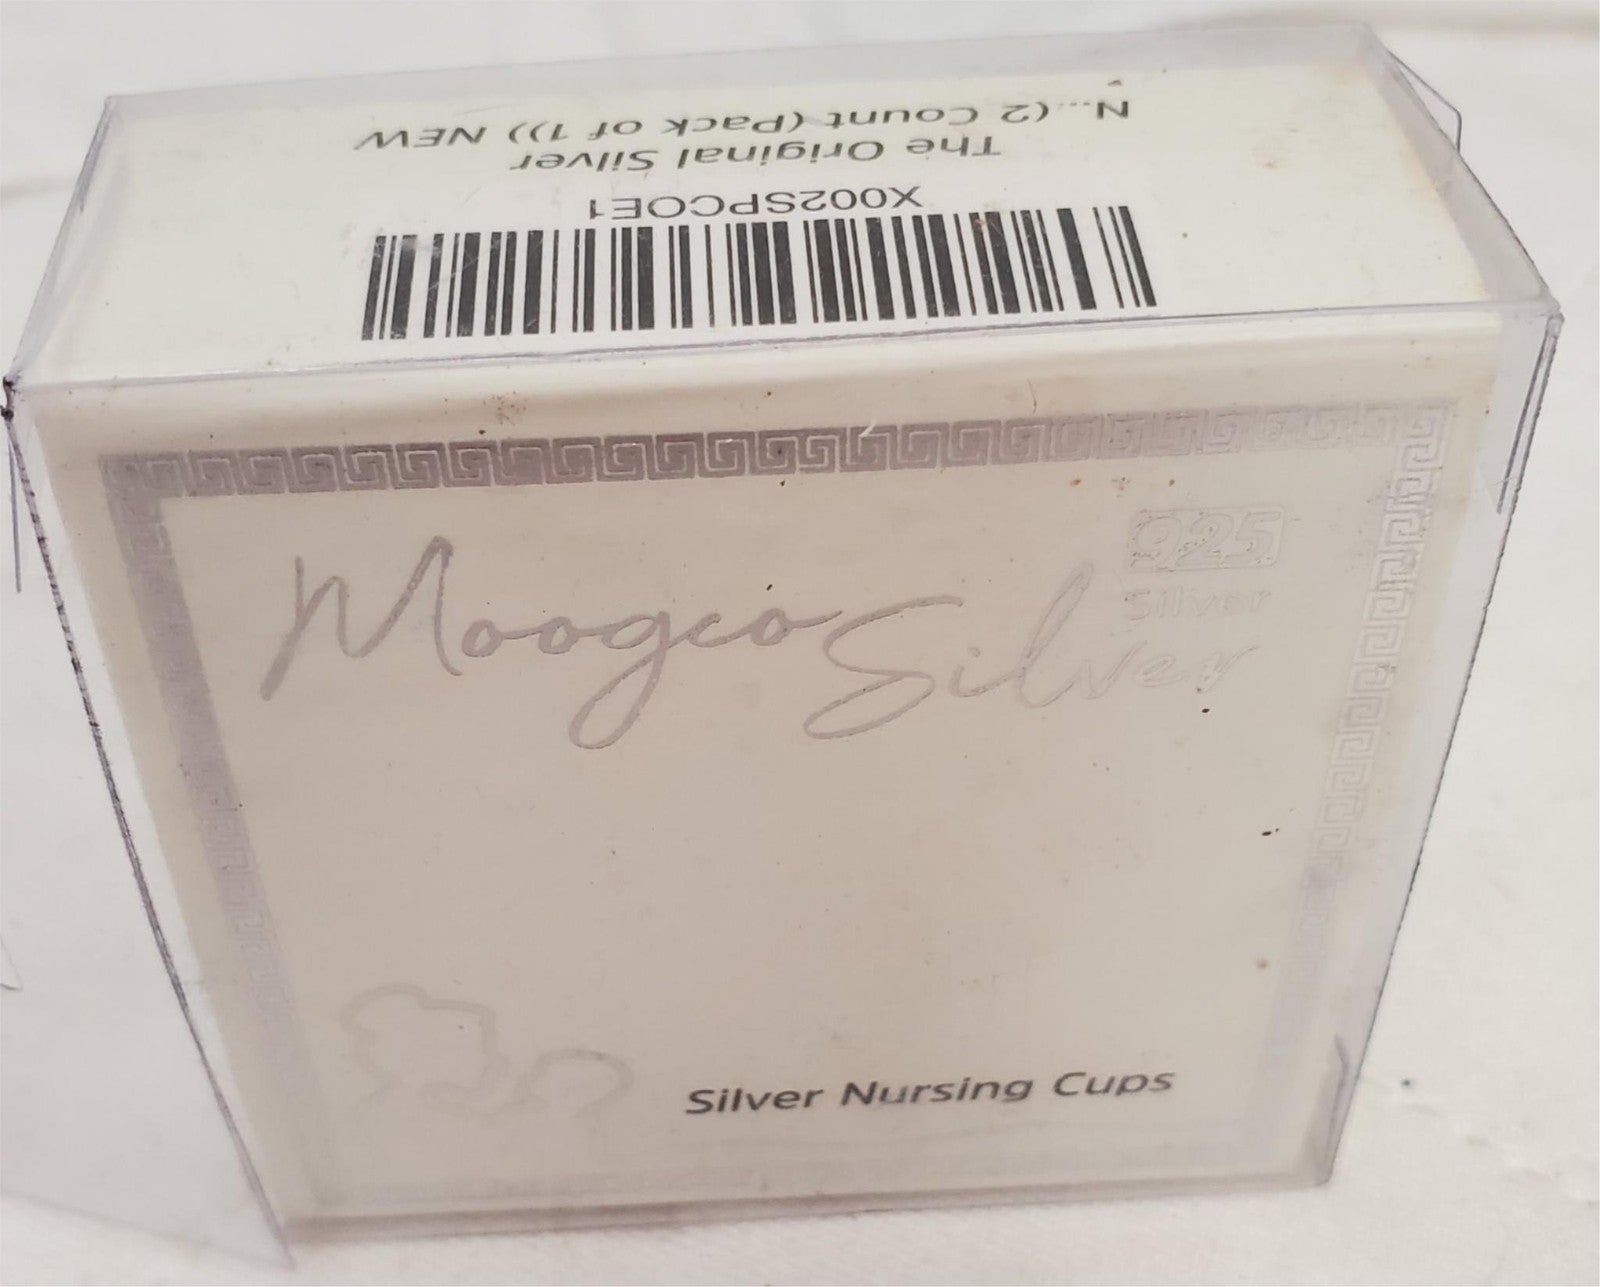 N...(2 Count (Pack of 1)) NEW
The Original Silver
X002SPCOE1
925
Silver
Moogco Silver
Silver Nursing Cups